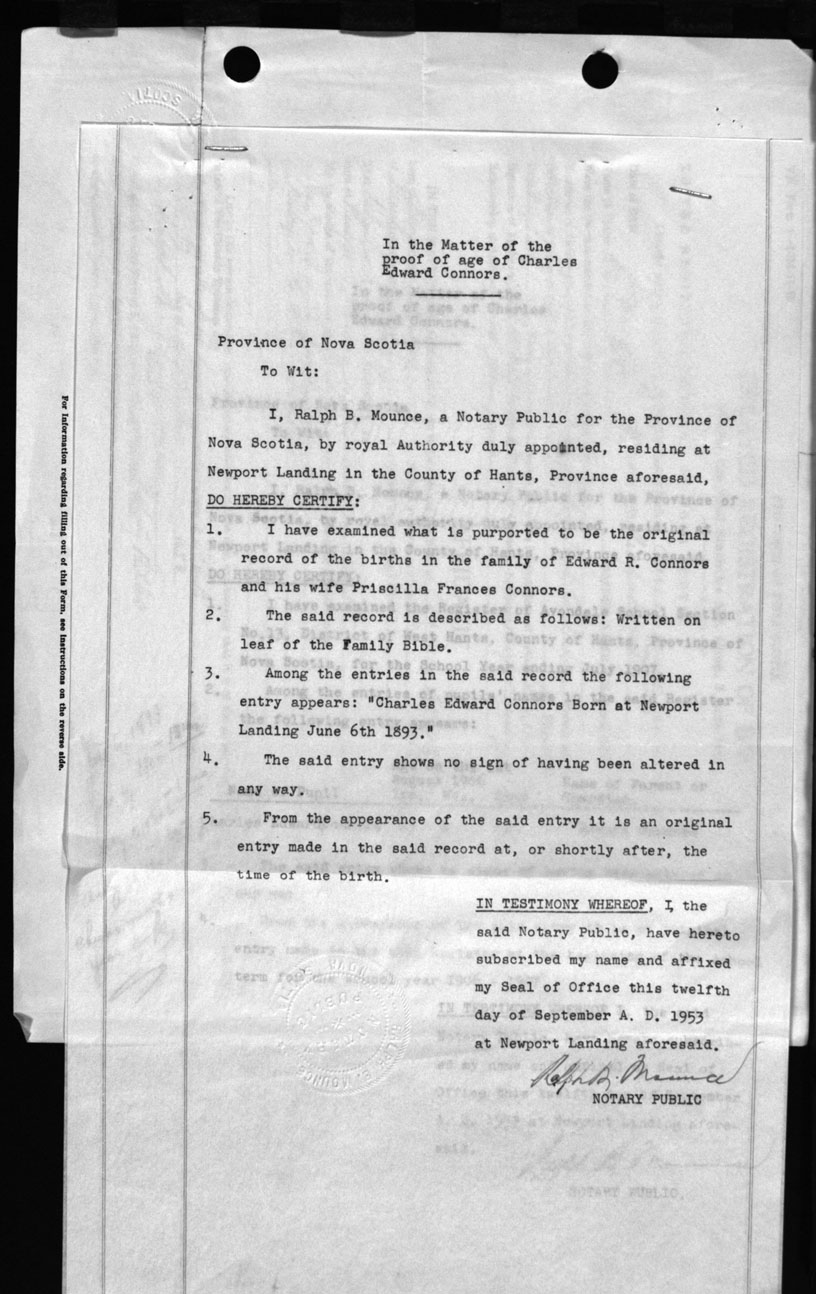 In the Matter of the
proof of age of Charles
Edward Connors.
Province of Nova Scotia
To Wit:
I, Ralph B. Mounce, a Notary Public for the Province of
Nova Scotia, by royal Authority duly appointed, residing at
Newport Landing in the County of Hants, Province aforesaid,
DO HEREBY CERTIFY:
1. I have examined what is purported to be the original
record of the births in the family of Edward R. Connors
and his wife Priscilla Frances Connors.
2. The said record is described as follows: Written on
leaf of the Family Bible.
3. Among the entries in the said record the following
entry appears: "Charles Edward Connors Born at Newport
Landing June 6th 1893."
4. The said entry shows no sign of having been altered in
any way.
5. From the appearance of the said entry it is an original
entry made in the said record at, or shortly after, the
time of the birth.
IN TESTIMONY WHEREOF, I, the
said Notary Public, have hereto
subscribed my name and affixed
my Seal of Office this twelfth
day of September A. D. 1953
at Newport Landing aforesaid.
Ralph B. Mounce
NOTARY PUBLIC
For Information regarding filling out of this Form, see Instructions on the reverse side.